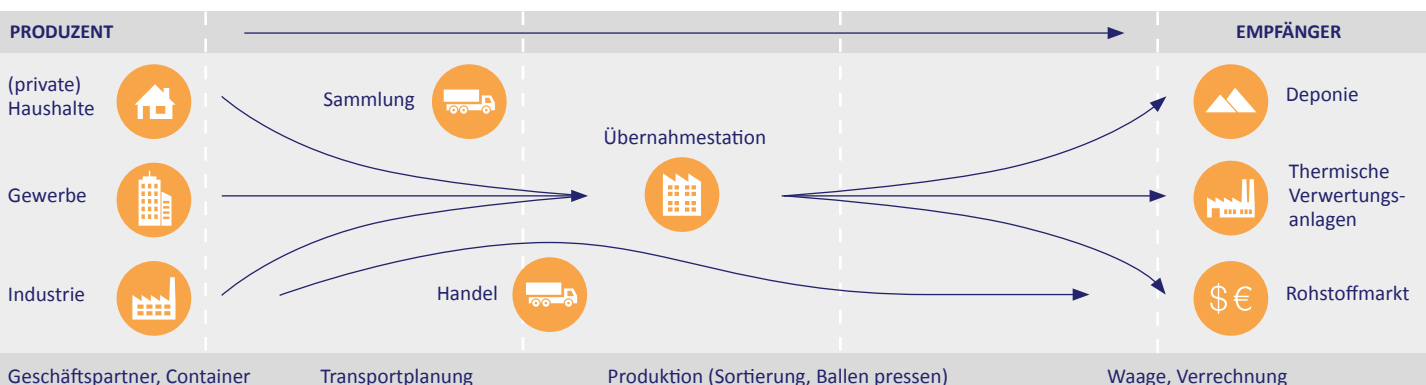 PRODUZENT
EMPFÄNGER
(private)
Haushalte
Sammlung
Deponie
Übernahmestation
Gewerbe
Thermische
Verwertungs-
anlagen
Industrie
Handel
$ €
Rohstoffmarkt
Geschäftspartner, Container
Transportplanung
Produktion (Sortierung, Ballen pressen)
Waage, Verrechnung